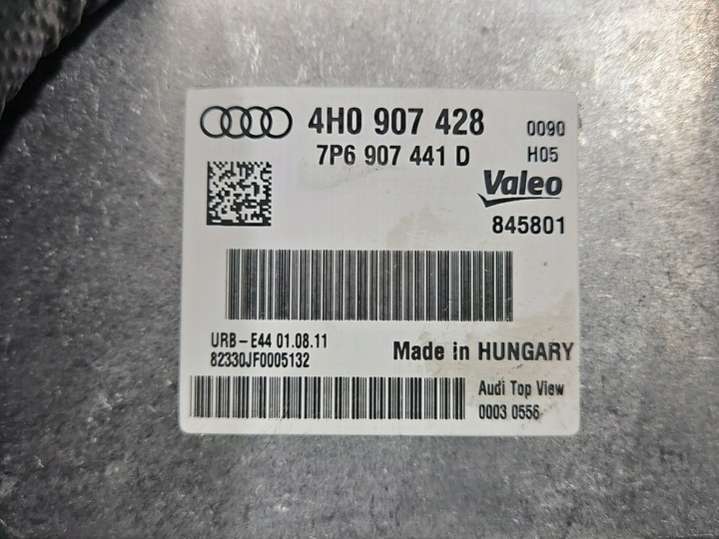 4H0 907 428 0090
7P6 907 441 D H05
Valeo
845801
URB-E44 01.08.11
82330JF0005132
Made in HUNGARY
Audi Top View
0003 0556